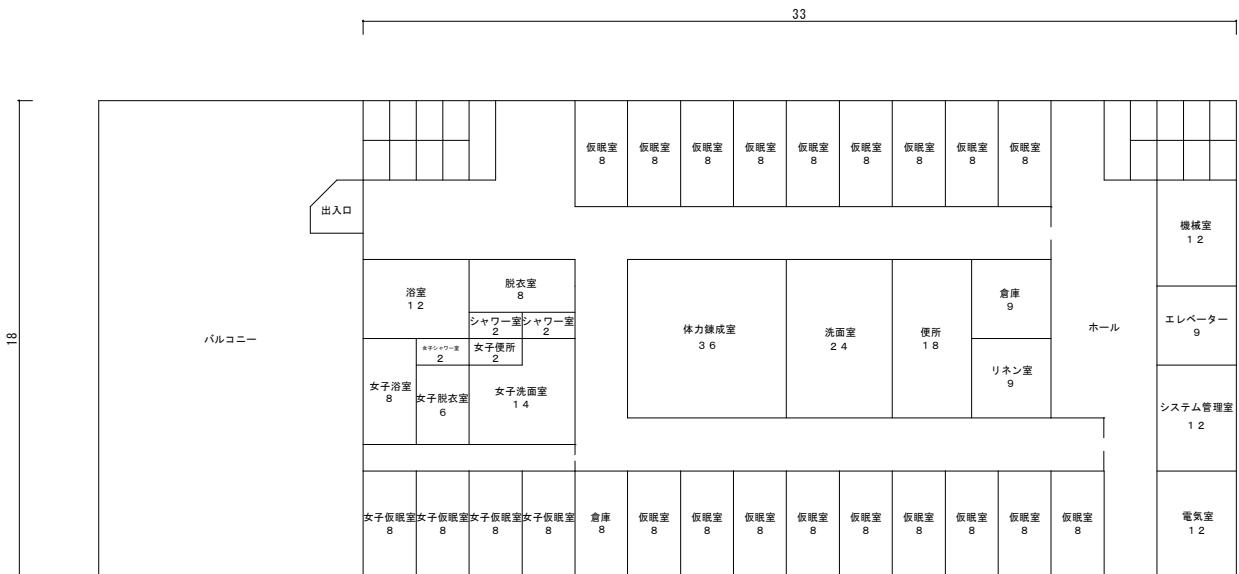 33
18
仮眠室
8
仮眠室
8
仮眠室
8
仮眠室
8
仮眠室
8
仮眠室
8
仮眠室
8
仮眠室
8
仮眠室
8
出入口
機械室
12
浴室
12
脱衣室
8
シャワー室
2
シャワー室
2
倉庫
9
エレベーター
9
ホール
バルコニー
体力錬成室
36
洗面室
24
便所
18
女子シャワー室
2
女子便所
2
リネン室
9
女子浴室
8
女子脱衣室
6
女子洗面室
14
システム管理室
12
女子仮眠室
8
女子仮眠室
8
女子仮眠室
8
女子仮眠室
8
倉庫
8
仮眠室
8
仮眠室
8
仮眠室
8
仮眠室
8
仮眠室
8
仮眠室
8
仮眠室
8
仮眠室
8
仮眠室
8
電気室
12